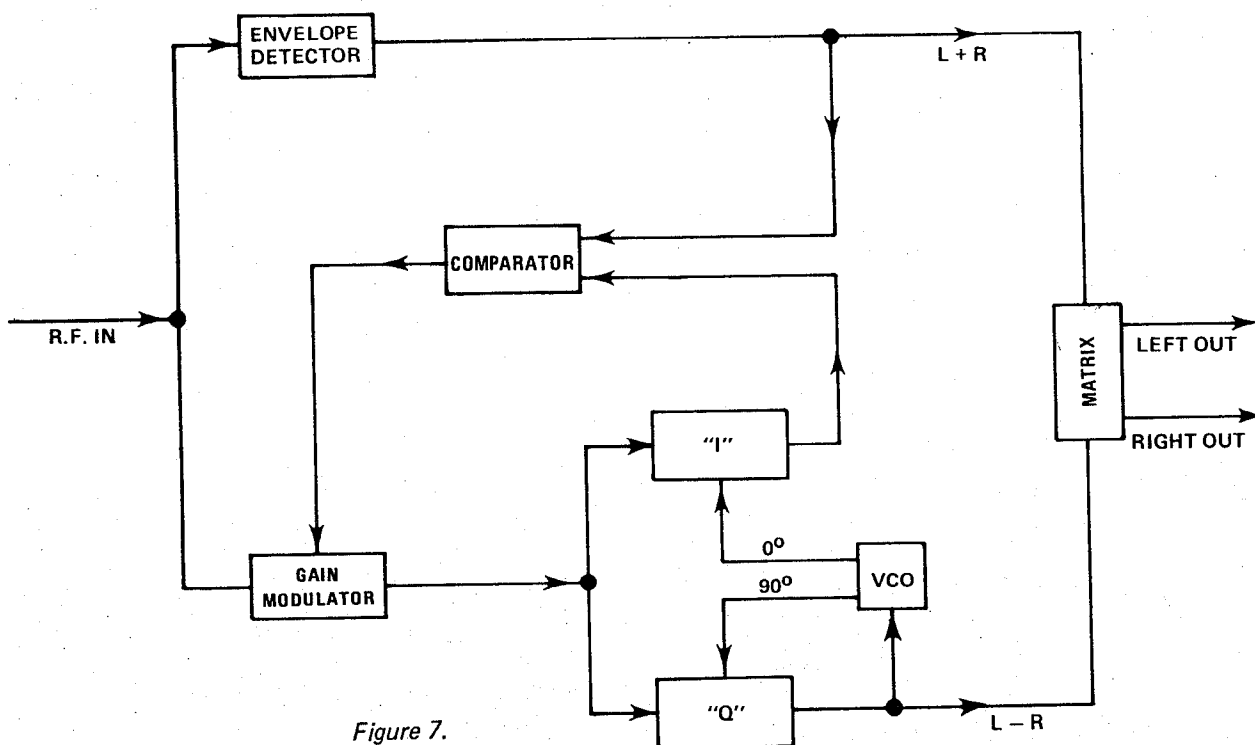 ENVELOPE
DETECTOR
L + R
COMPARATOR
R.F. IN
MATRIX
LEFT OUT
RIGHT OUT
"I"
0°
90°
VCO
GAIN
MODULATOR
"Q"
L − R
Figure 7.